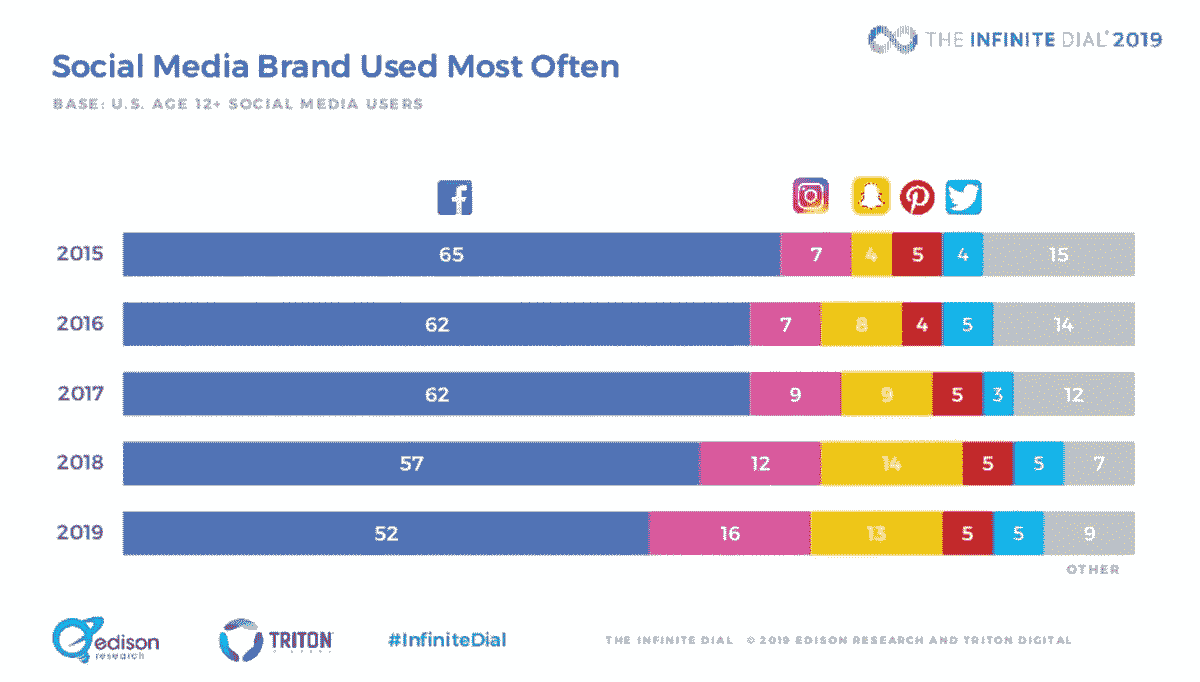 THE INFINITE DIAL® 2019
Social Media Brand Used Most Often
BASE: U.S. AGE 12+ SOCIAL MEDIA USERS
2015 65 7 4 5 4 15
2016 62 7 8 4 5 14
2017 62 9 9 5 3 12
2018 57 12 14 5 5 7
2019 52 16 13 5 5 9
OTHER
edison
research
TRITON
#InfiniteDial
THE INFINITE DIAL © 2019 EDISON RESEARCH AND TRITON DIGITAL